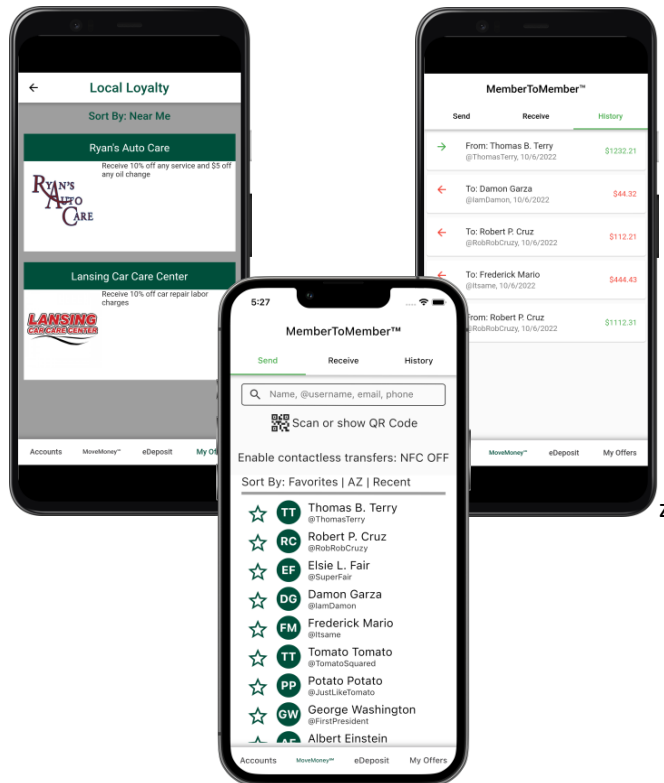 Local Loyalty
Sort By: Near Me
Ryan's Auto Care
Receive 10% off any service and $5 off
any oil change
RYAN'S
AUTO
CARE
Lansing Car Care Center
Receive 10% off car repair labor
charges
LANSING
CAR CARE CENTER
Accounts MoveMoney™ eDeposit My Of
MemberToMember™
Send Receive History
From: Thomas B. Terry
@ThomasTerry, 10/6/2022
$1232.21
To: Damon Garza
@IamDamon, 10/6/2022
$44.32
To: Robert P. Cruz
@RobRobCruzy, 10/6/2022
$112.21
To: Frederick Mario
@Itsame, 10/6/2022
$444.43
From: Robert P. Cruz
@RobRobCruzy, 10/6/2022
$1112.31
MoveMoney™ eDeposit My Offers
5:27
MemberToMember™
Send Receive History
Name, @username, email, phone
Scan or show QR Code
Enable contactless transfers: NFC OFF
Sort By: Favorites | AZ | Recent
TT Thomas B. Terry
@ThomasTerry
RC Robert P. Cruz
@RobRobCruzy
EF Elsie L. Fair
@SuperFair
DG Damon Garza
@IamDamon
FM Frederick Mario
@Itsame
TT Tomato Tomato
@TomatoSquared
PP Potato Potato
@JustLikeTomato
GW George Washington
@FirstPresident
AE Albert Einstein
Accounts MoveMoney™ eDeposit My Offers
Z